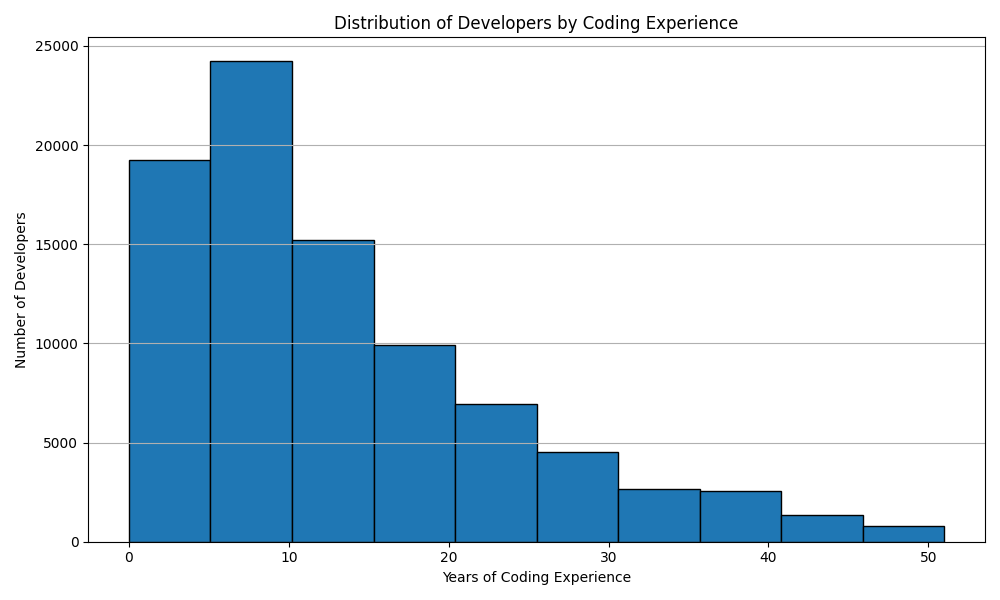 Distribution of Developers by Coding Experience
25000
20000
15000
10000
5000
0
Number of Developers
0 10 20 30 40 50
Years of Coding Experience